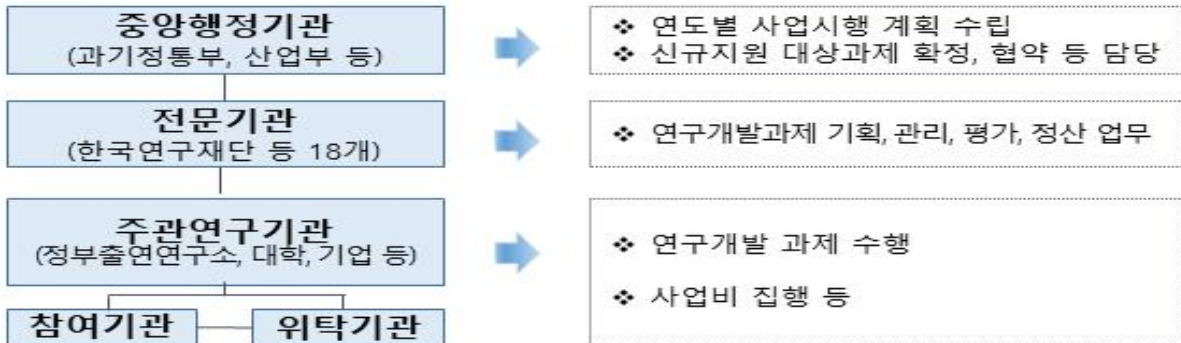 중앙행정기관
(과기정통부, 산업부 등)
❖ 연도별 사업시행 계획 수립
❖ 신규지원 대상과제 확정, 협약 등 담당
전문기관
(한국연구재단 등 18개)
❖ 연구개발과제 기획, 관리, 평가, 정산 업무
주관연구기관
(정부출연연구소, 대학, 기업 등)
❖ 연구개발 과제 수행
❖ 사업비 집행 등
참여기관
위탁기관